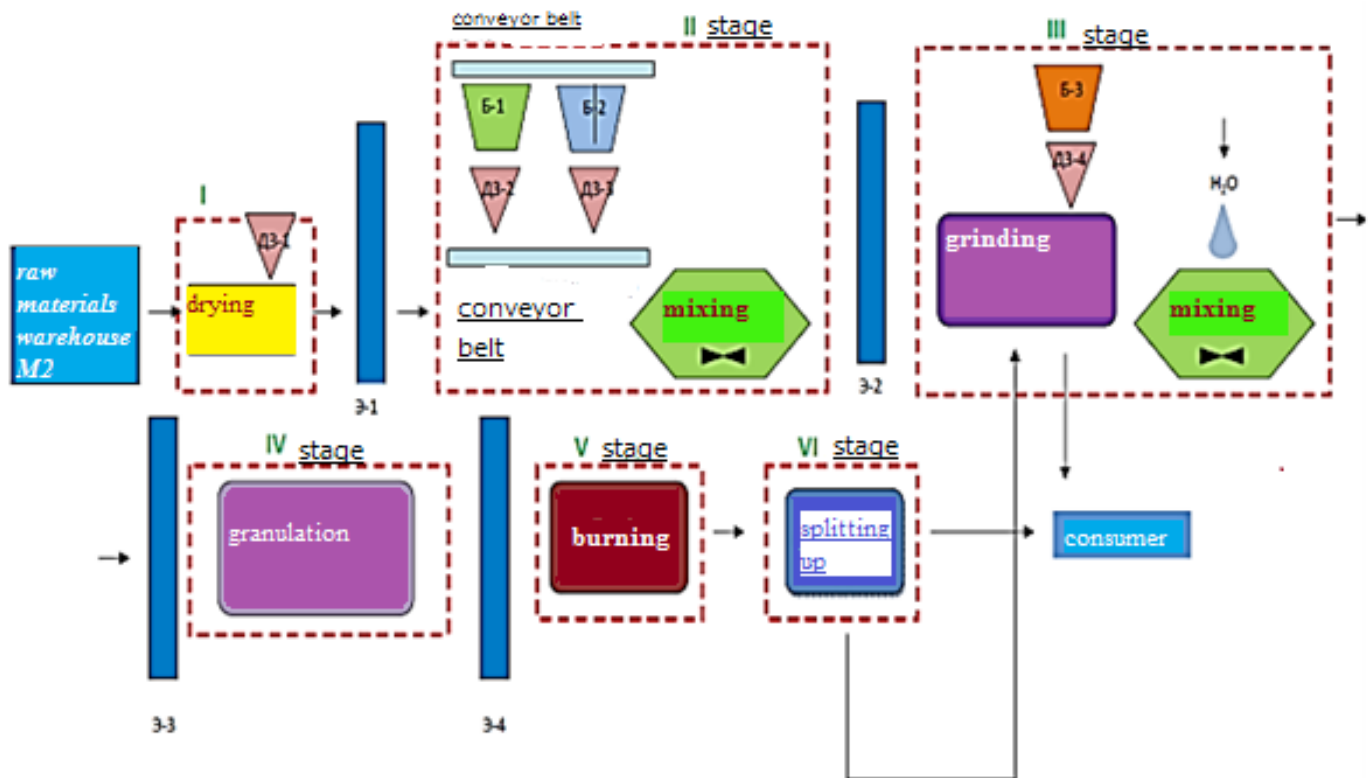 conveyor belt
II stage
III stage
Б-1
Б-2
Б-3
ДЗ-2
ДЗ-3
ДЗ-4
H₂O
I
ДЗ-1
raw
materials
warehouse
M2
drying
grinding
conveyor
belt
mixing
mixing
Э-1
Э-2
IV stage
V stage
VI stage
granulation
burning
splitting
up
consumer
Э-3
Э-4